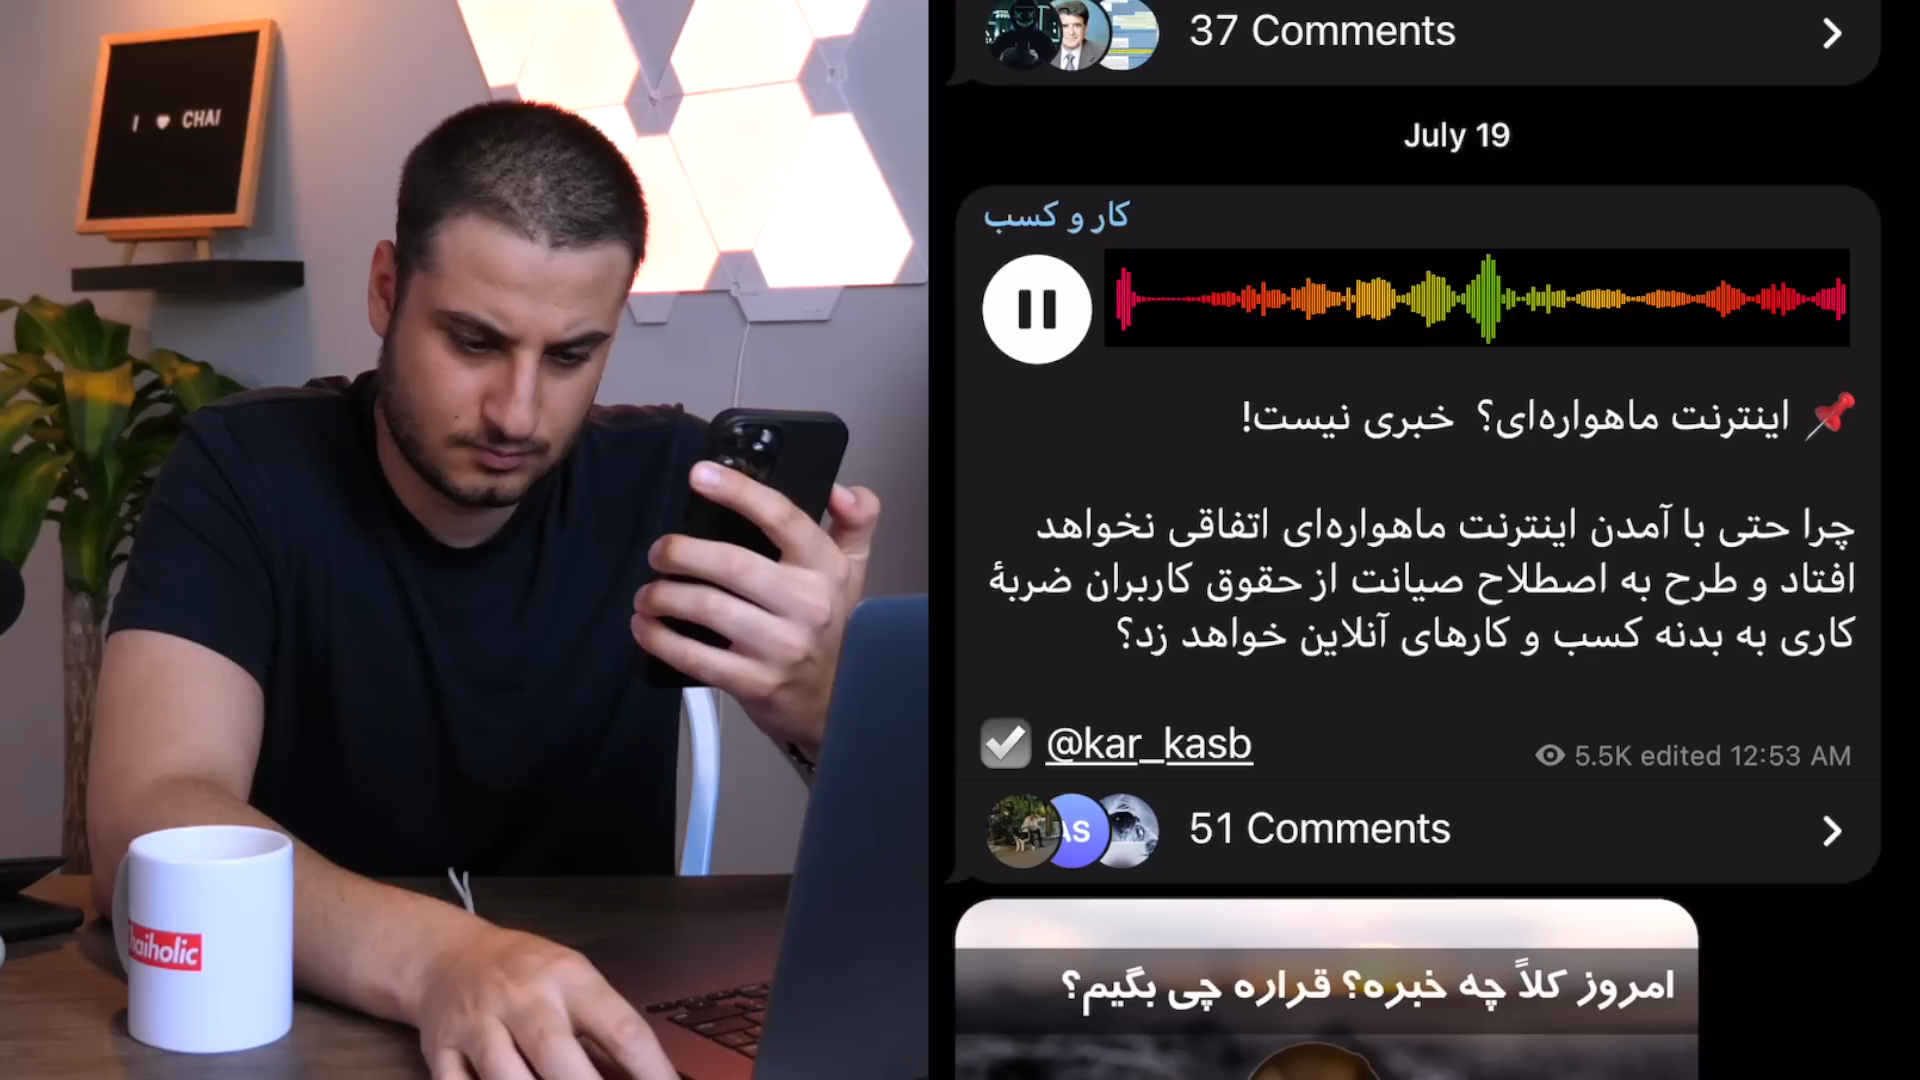 I ♥ CHAI
haiholic
37 Comments
July 19
کار و کسب
📌 اینترنت ماهواره‌ای؟ خبری نیست!
چرا حتی با آمدن اینترنت ماهواره‌ای اتفاقی نخواهد
افتاد و طرح به اصطلاح صیانت از حقوق کاربران ضربهٔ
کاری به بدنه کسب و کارهای آنلاین خواهد زد؟
@kar_kasb
5.5K edited 12:53 AM
AS
51 Comments
امروز کلاً چه خبره؟ قراره چی بگیم؟